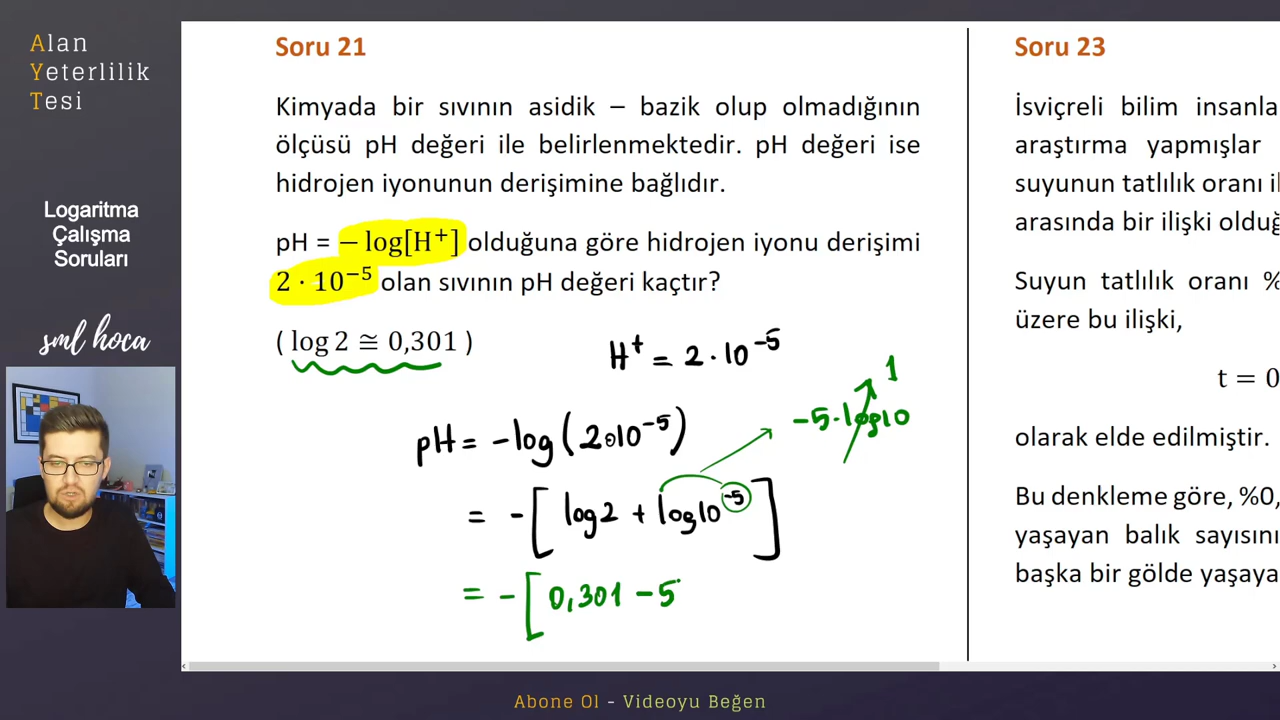 Alan
Yeterlilik
Tesi
Logaritma
Çalışma
Soruları
sml hoca
Soru 21
Kimyada bir sıvının asidik – bazik olup olmadığının
ölçüsü pH değeri ile belirlenmektedir. pH değeri ise
hidrojen iyonunun derişimine bağlıdır.
pH = − log[H⁺] olduğuna göre hidrojen iyonu derişimi
2 · 10⁻⁵ olan sıvının pH değeri kaçtır?
( log 2 ≅ 0,301 )
H⁺ = 2 · 10⁻⁵
pH = -log(2·10⁻⁵)
-5·log10
1
= -[ log2 + log10⁻⁵ ]
= -[ 0,301 - 5
Soru 23
İsviçreli bilim insanla
araştırma yapmışlar
suyunun tatlılık oranı il
arasında bir ilişki olduğ
Suyun tatlılık oranı %
üzere bu ilişki,
t = 0
olarak elde edilmiştir.
Bu denkleme göre, %0,
yaşayan balık sayısını
başka bir gölde yaşaya
Abone Ol - Videoyu Beğen